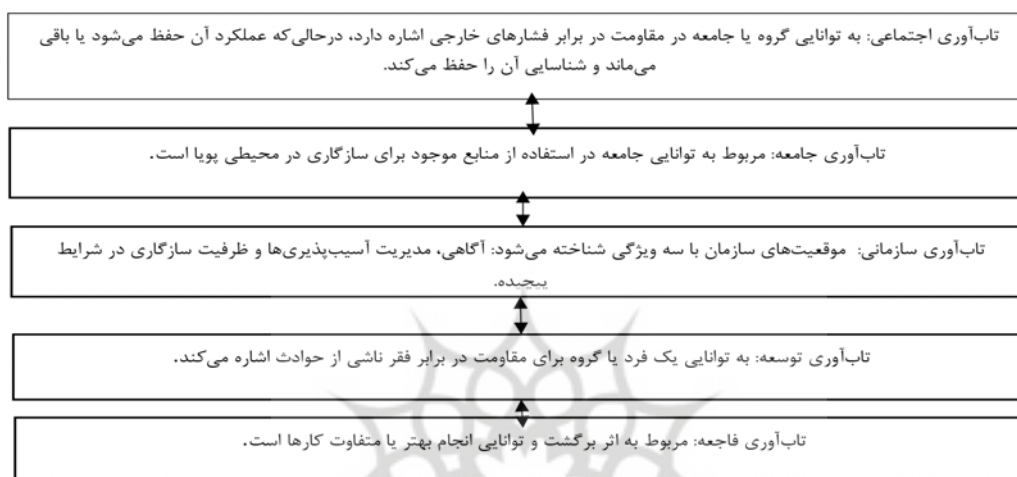 تاب‌آوری اجتماعی: به توانایی گروه یا جامعه در مقاومت در برابر فشارهای خارجی اشاره دارد، درحالی‌که عملکرد آن حفظ می‌شود یا باقی
می‌ماند و شناسایی آن را حفظ می‌کند.
تاب‌آوری جامعه: مربوط به توانایی جامعه در استفاده از منابع موجود برای سازگاری در محیطی پویا است.
تاب‌آوری سازمانی: موقعیت‌های سازمان با سه ویژگی شناخته می‌شود: آگاهی، مدیریت آسیب‌پذیری‌ها و ظرفیت سازگاری در شرایط
پیچیده.
تاب‌آوری توسعه: به توانایی یک فرد یا گروه برای مقاومت در برابر فقر ناشی از حوادث اشاره می‌کند.
تاب‌آوری فاجعه: مربوط به اثر برگشت و توانایی انجام بهتر یا متفاوت کارها است.